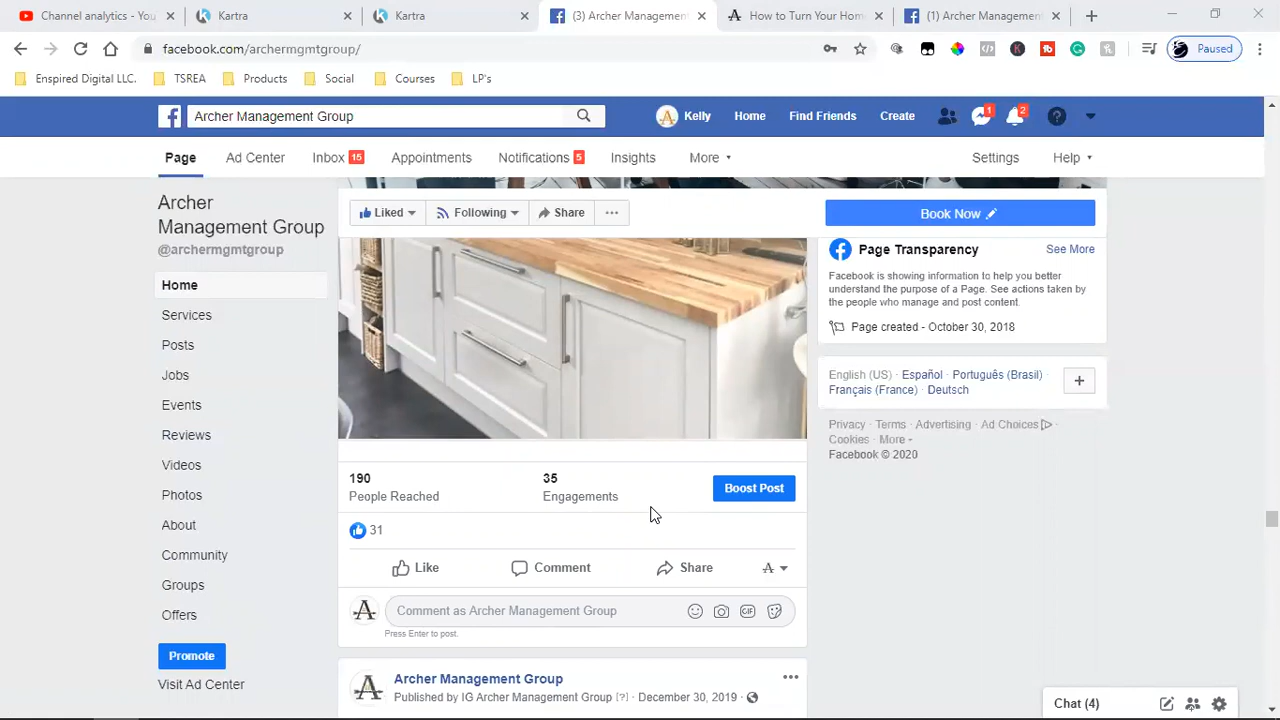 Channel analytics - You
Kartra
Kartra
(3) Archer Management
How to Turn Your Hom
(1) Archer Management
facebook.com/archermgmtgroup/
Paused
Enspired Digital LLC.
TSREA
Products
Social
Courses
LP's
Archer Management Group
Kelly
Home
Find Friends
Create
1
2
Page
Ad Center
Inbox 15
Appointments
Notifications 5
Insights
More
Settings
Help
Archer
Management Group
@archermgmtgroup
Home
Services
Posts
Jobs
Events
Reviews
Videos
Photos
About
Community
Groups
Offers
Promote
Visit Ad Center
Liked
Following
Share
Book Now
190
People Reached
35
Engagements
Boost Post
31
Like
Comment
Share
Comment as Archer Management Group
GIF
Press Enter to post.
Archer Management Group
Published by IG Archer Management Group [?] · December 30, 2019 ·
Page Transparency
See More
Facebook is showing information to help you better
understand the purpose of a Page. See actions taken by
the people who manage and post content.
Page created - October 30, 2018
English (US) · Español · Português (Brasil) ·
Français (France) · Deutsch
Privacy · Terms · Advertising · Ad Choices ·
Cookies · More
Facebook © 2020
Chat (4)